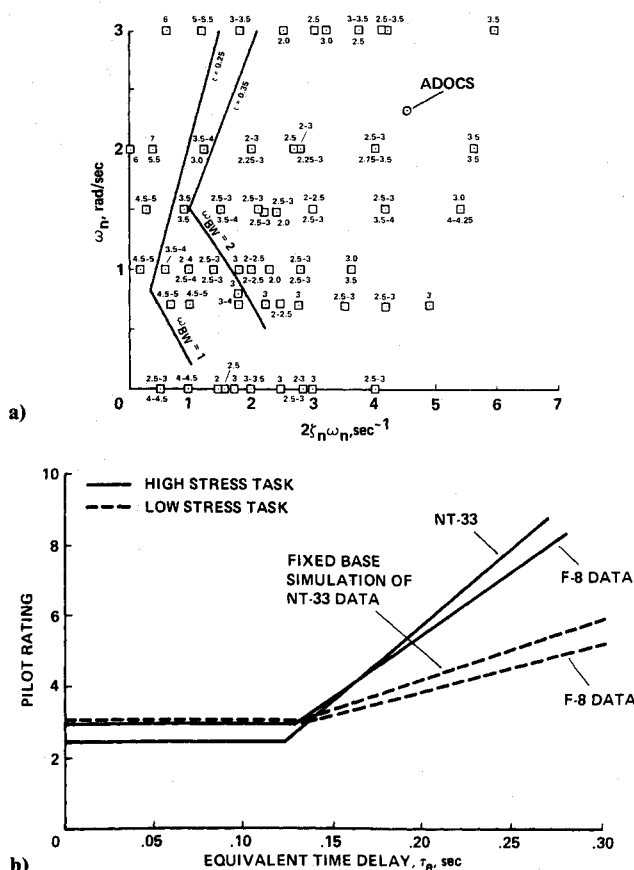 6 5-5.5 3-3.5 2.5 3-3.5 2.5-3.5 3.5
3
2.0 3.0 2.5
ζ = 0.25
ζ = 0.35
ADOCS
7 3.5-4 2-3 2.5 2-3 2.5-3 3.5
2
6 5.5 3.0 2.25-3 2.25-3 2.75-3.5 3.5
4.5-5 3.5 2.5-3 2.5-3 2.5-3 2-2.5 2.5-3 3.0
3.5 3.5-4 2.5-3 2.0 3.5-4 4-4.25
ωBW = 2
4.5-5 3.5-4 2-4 2.5-3 3 2-2.5 2.5-3 3.0
1
2.5-4 2.5-3 3 2-2.5 2.0 2.5-3 3.5
4.5-5 4.5-5 3-4 3 3 2.5-3 2.5-3 3
2-2.5
ωBW = 1
2.5
2.5-3 4-4.5 2 3 3-3.5 2.5 2-3 3 2.5-3
4-4.5 2.5-3
0
ωn, rad/sec
0 1 2 3 4 5 6 7
2ζnωn, sec⁻¹
a)
10
HIGH STRESS TASK
LOW STRESS TASK
NT-33
8
FIXED BASE
SIMULATION OF
NT-33 DATA
F-8 DATA
6
PILOT RATING
4
F-8 DATA
2
0 .05 .10 .15 .20 .25 0.30
EQUIVALENT TIME DELAY, τe, sec
b)